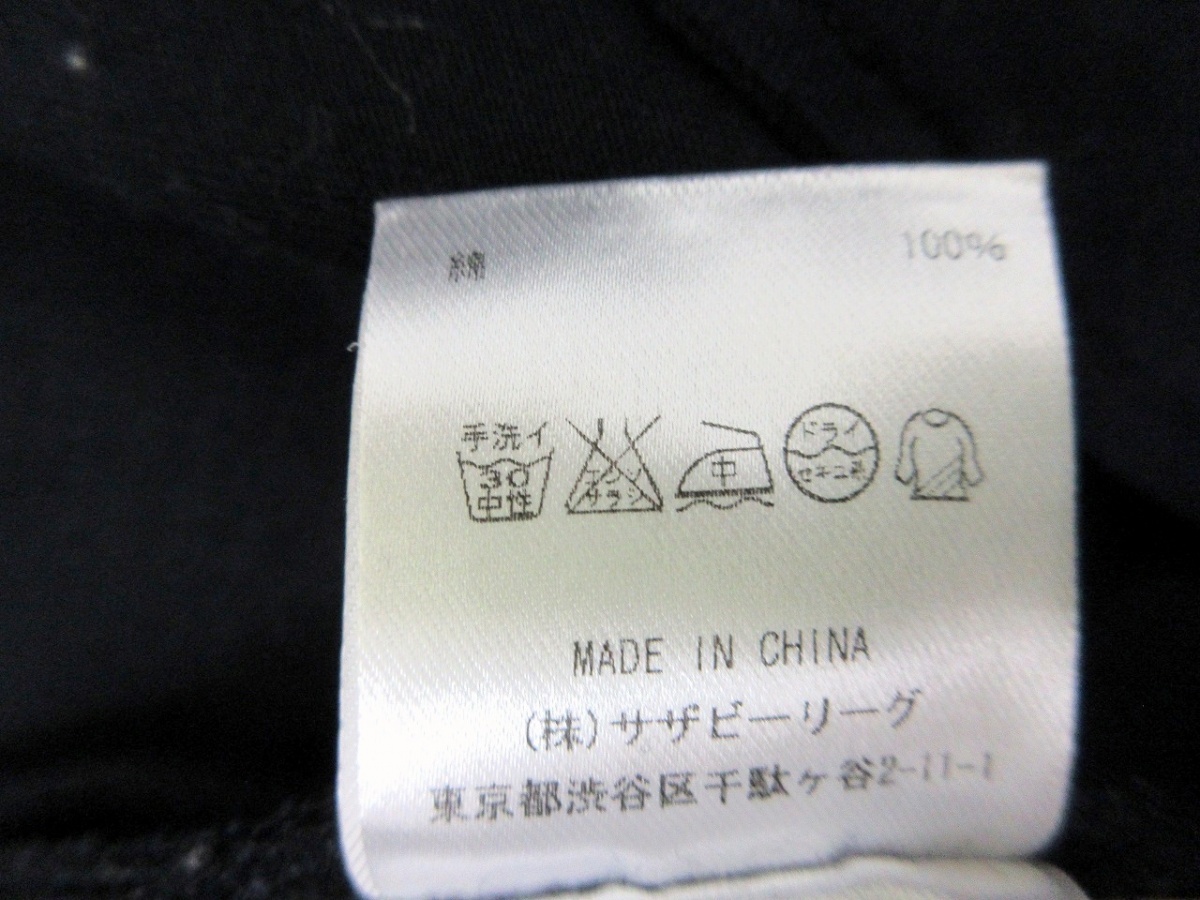 綿 100%
手洗イ
30
中性
エンソ
サラシ
中
ドライ
セキユ系
MADE IN CHINA
(株)サザビーリーグ
東京都渋谷区千駄ヶ谷2-11-1